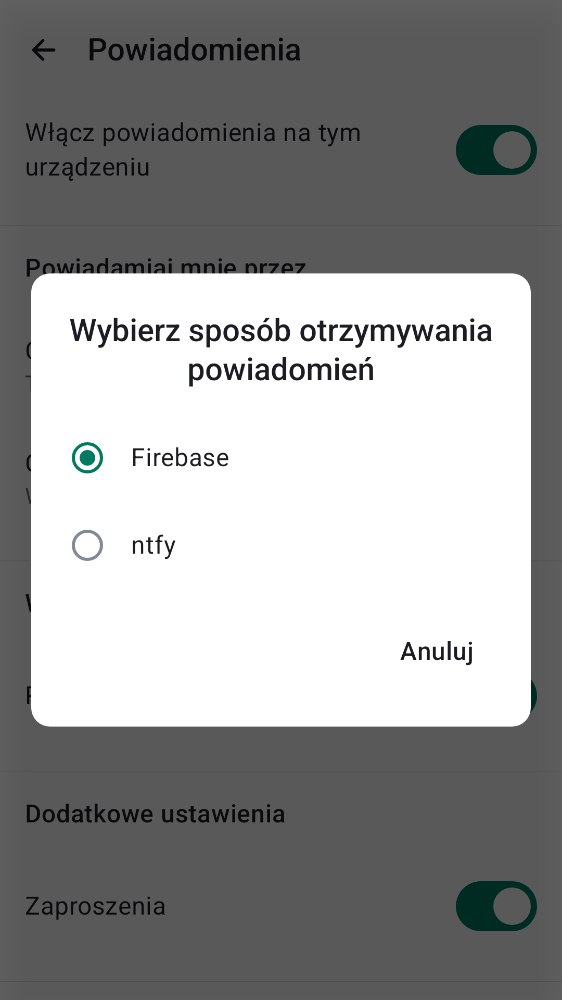 Powiadomienia
Włącz powiadomienia na tym
urządzeniu
Powiadamiaj mnie przez
Wybierz sposób otrzymywania
powiadomień
Firebase
ntfy
Anuluj
Dodatkowe ustawienia
Zaproszenia